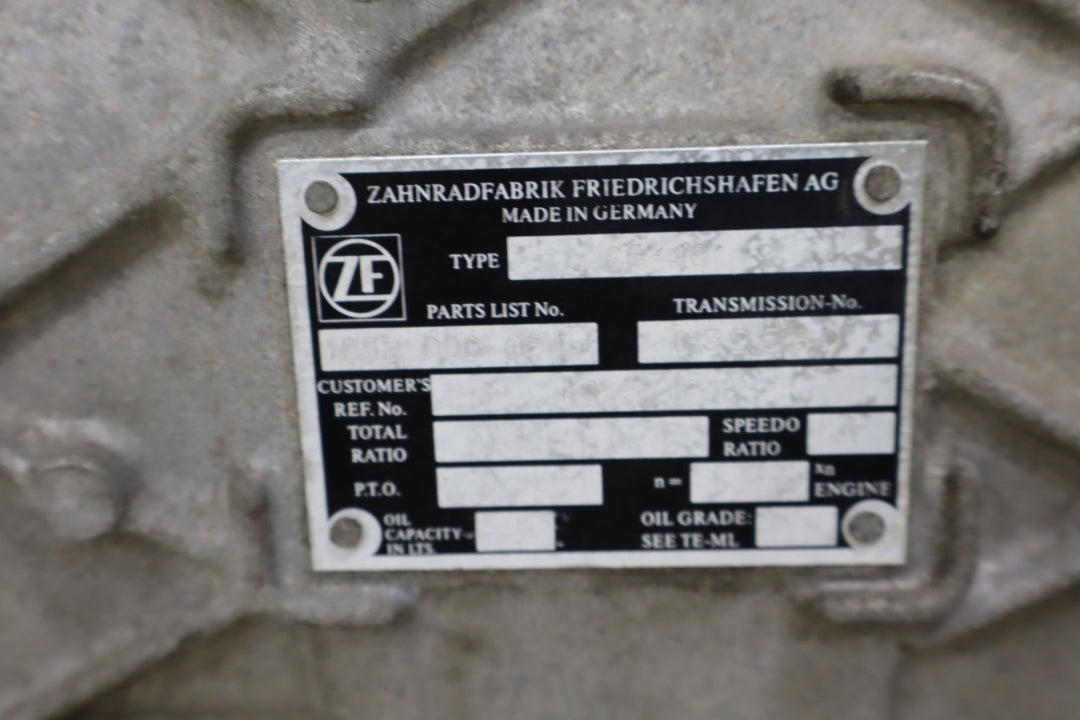 ZAHNRADFABRIK FRIEDRICHSHAFEN AG
MADE IN GERMANY
ZF
TYPE
PARTS LIST No.
TRANSMISSION-No.
CUSTOMER'S
REF. No.
TOTAL
RATIO
SPEEDO
RATIO
P.T.O.
n =
xn
ENGINE
OIL
CAPACITY
IN LTS.
OIL GRADE:
SEE TE-ML